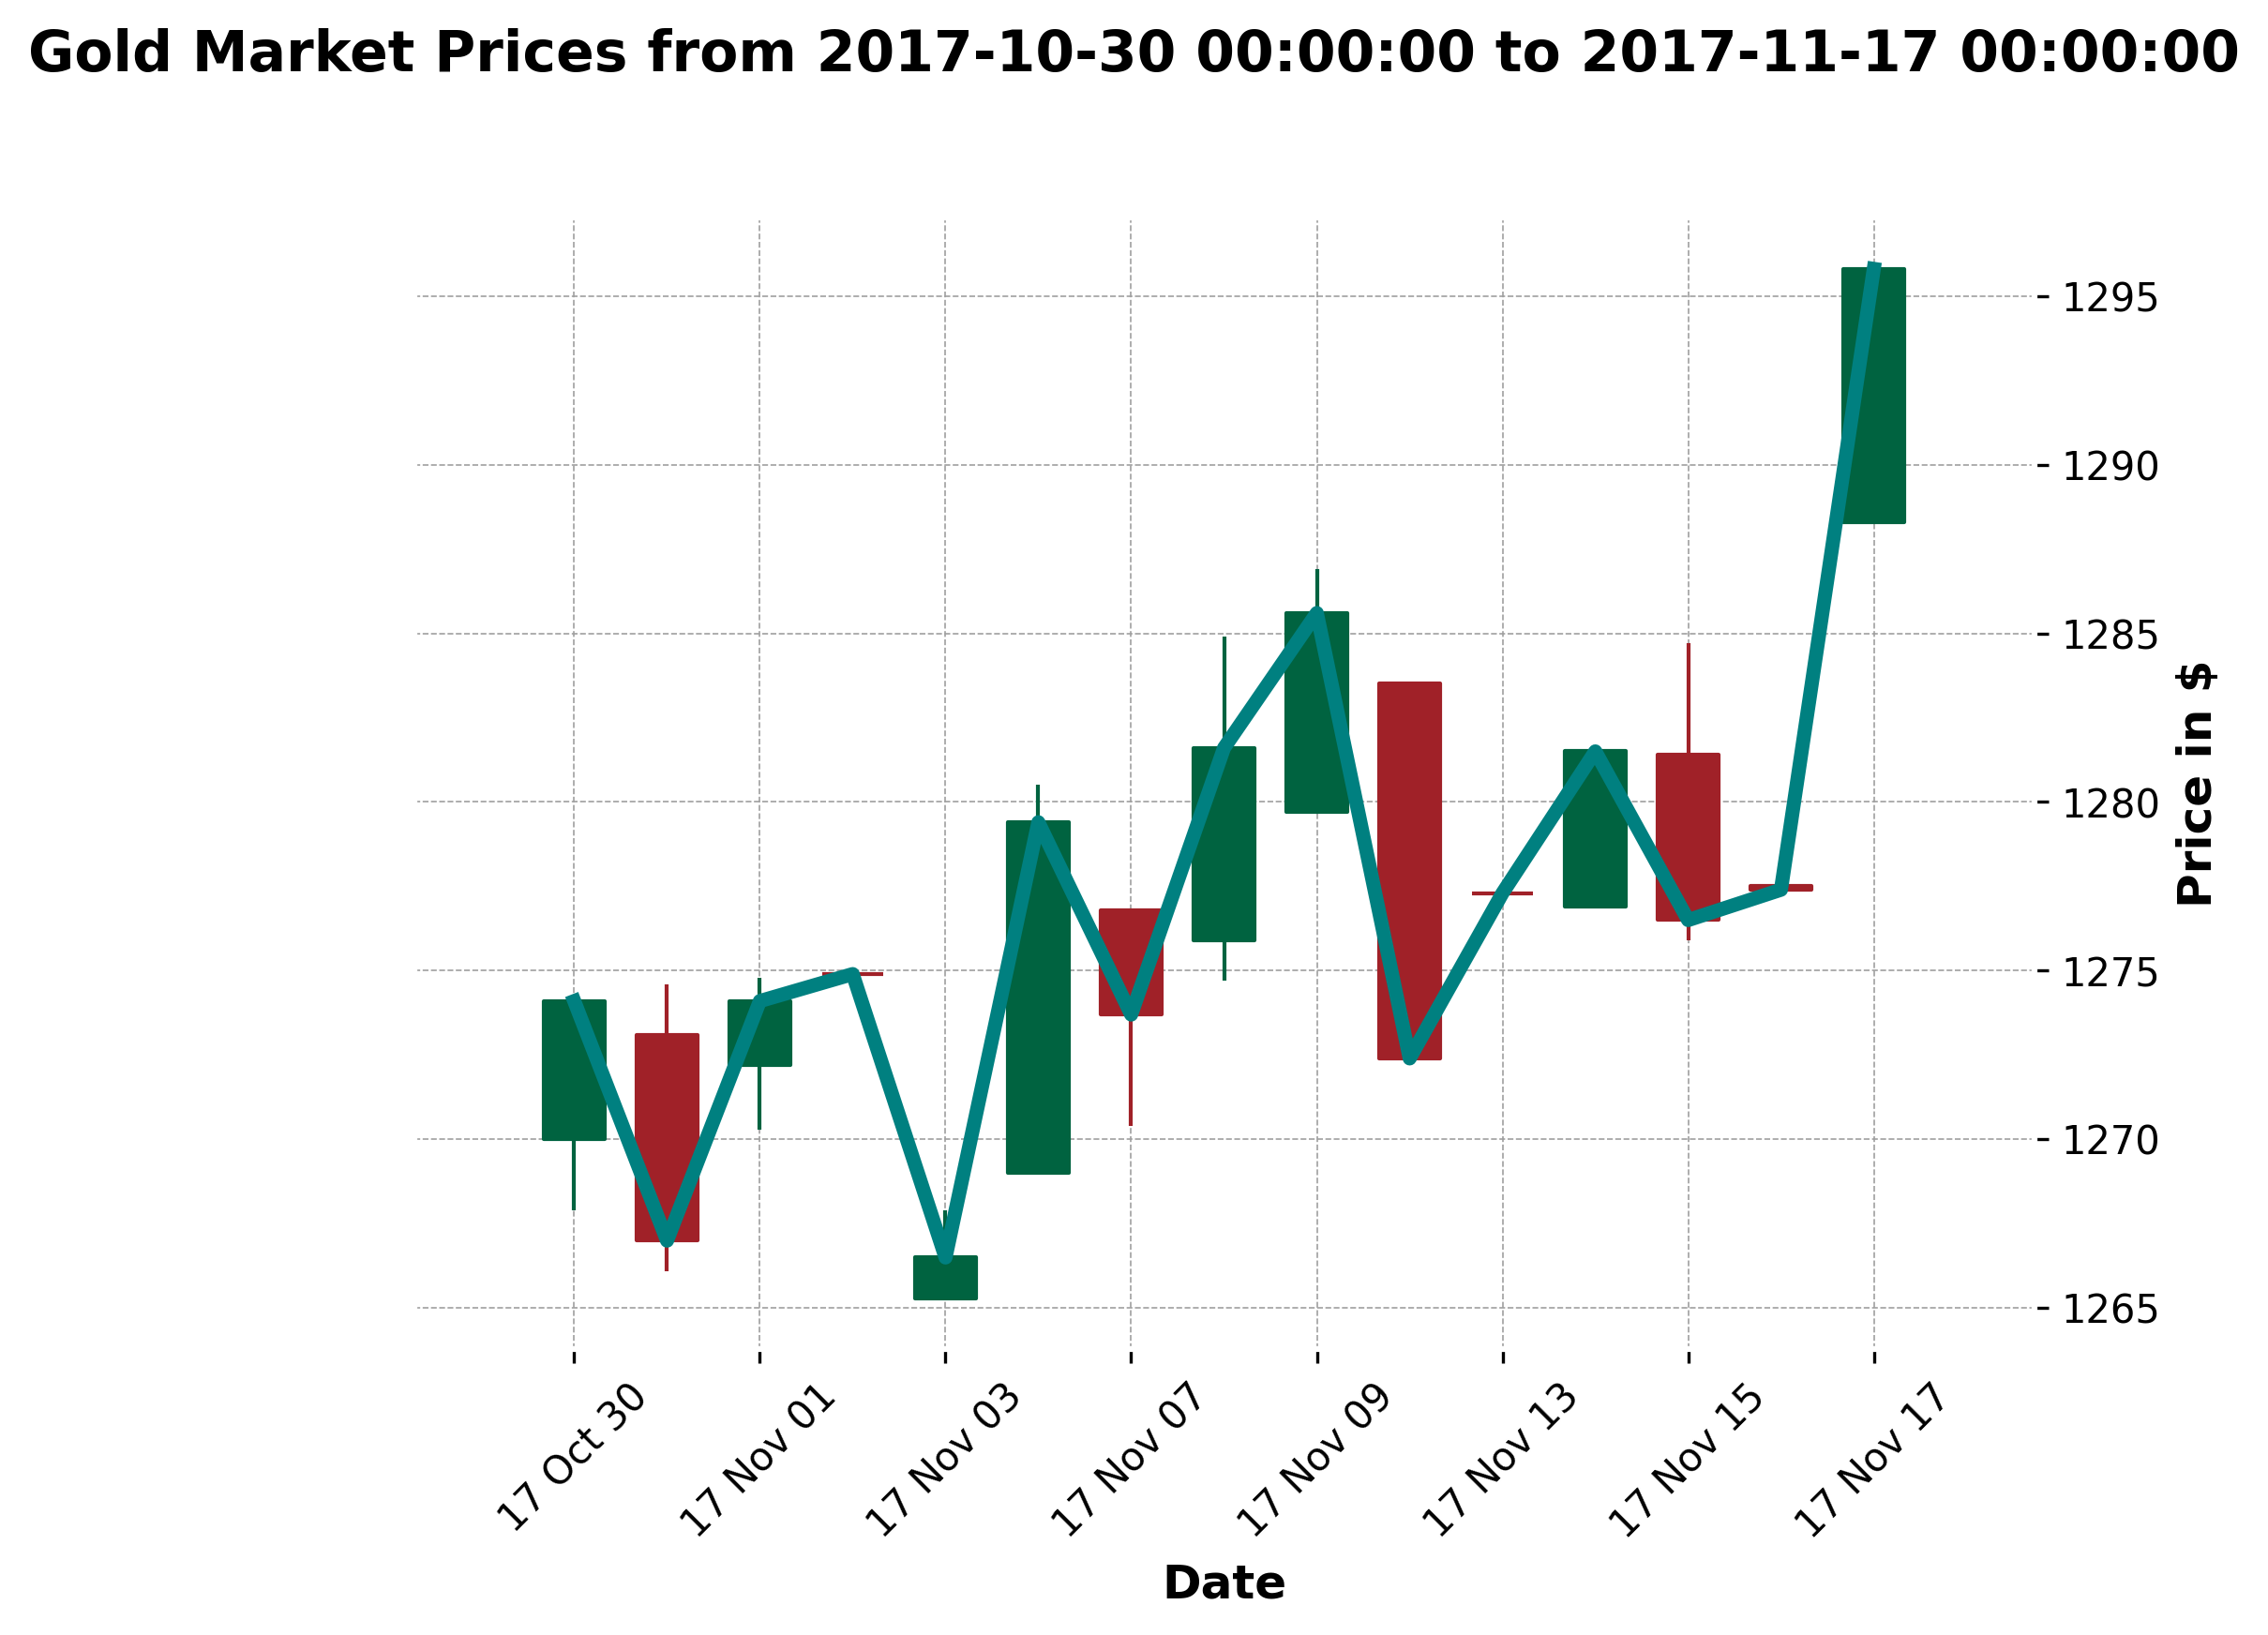 Gold Market Prices from 2017-10-30 00:00:00 to 2017-11-17 00:00:00
1295
1290
1285
1280
1275
1270
1265
Price in $
17 Oct 30
17 Nov 01
17 Nov 03
17 Nov 07
17 Nov 09
17 Nov 13
17 Nov 15
17 Nov 17
Date